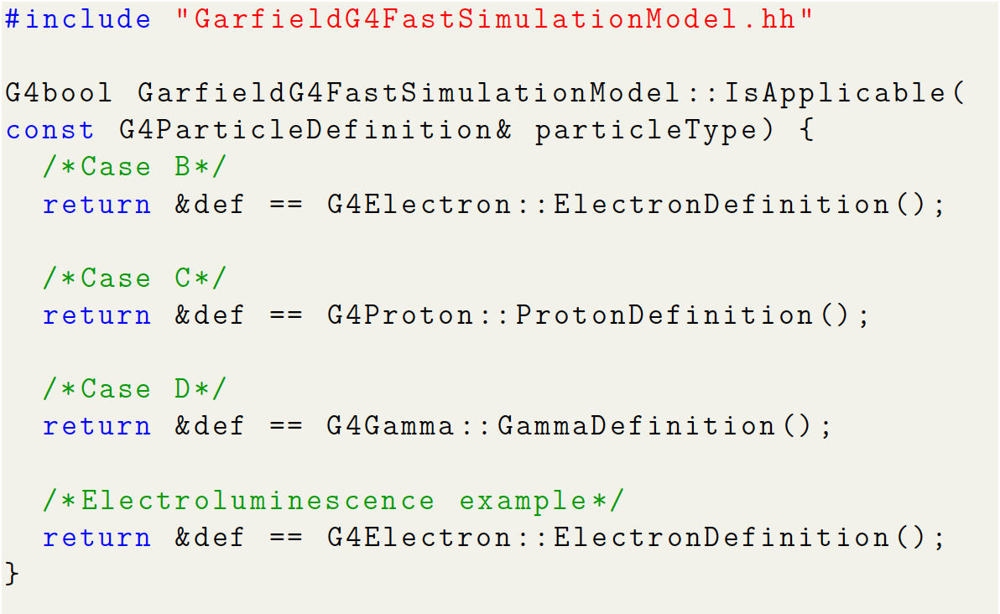 #include "GarfieldG4FastSimulationModel.hh"
G4bool GarfieldG4FastSimulationModel::IsApplicable(
const G4ParticleDefinition& particleType) {
/*Case B*/
return &def == G4Electron::ElectronDefinition();
/*Case C*/
return &def == G4Proton::ProtonDefinition();
/*Case D*/
return &def == G4Gamma::GammaDefinition();
/*Electroluminescence example*/
return &def == G4Electron::ElectronDefinition();
}